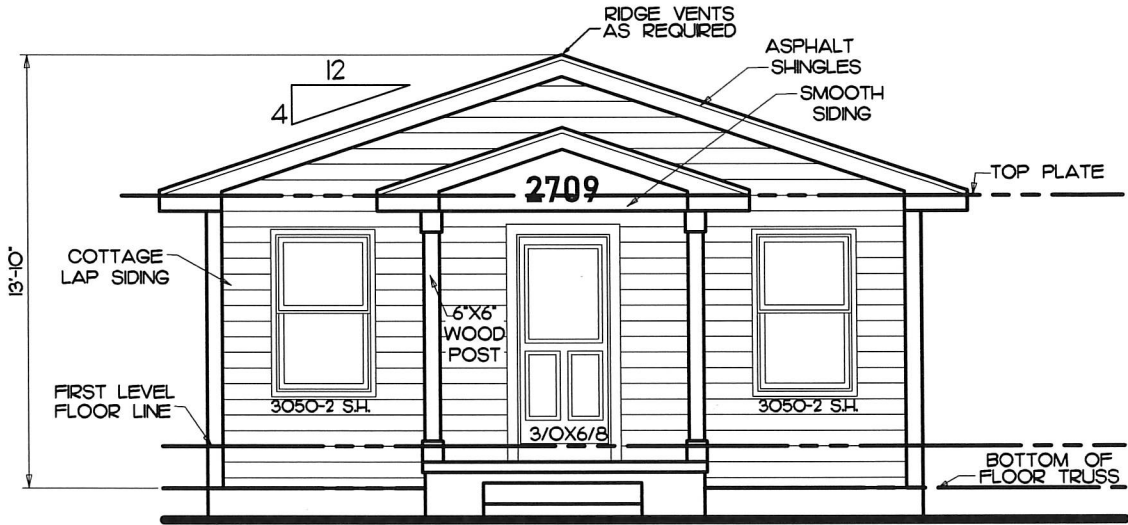 RIDGE VENTS
AS REQUIRED
12
4
ASPHALT
SHINGLES
SMOOTH
SIDING
2709
TOP PLATE
13'-10"
COTTAGE
LAP SIDING
6"X6"
WOOD
POST
FIRST LEVEL
FLOOR LINE
3050-2 S.H.
3/0X6/8
3050-2 S.H.
BOTTOM OF
FLOOR TRUSS